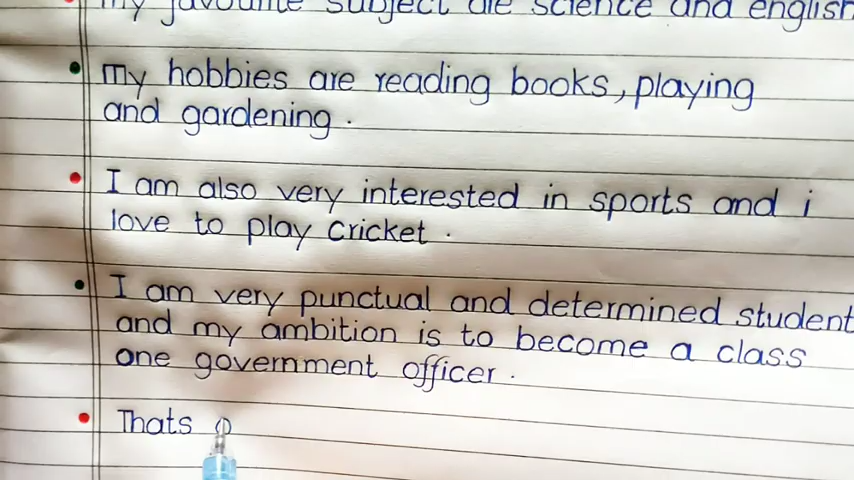 my favourite subject are science and english
my hobbies are reading books, playing
and gardening.
I am also very interested in sports and i
love to play cricket.
I am very punctual and determined student
and my ambition is to become a class
one government officer.
Thats